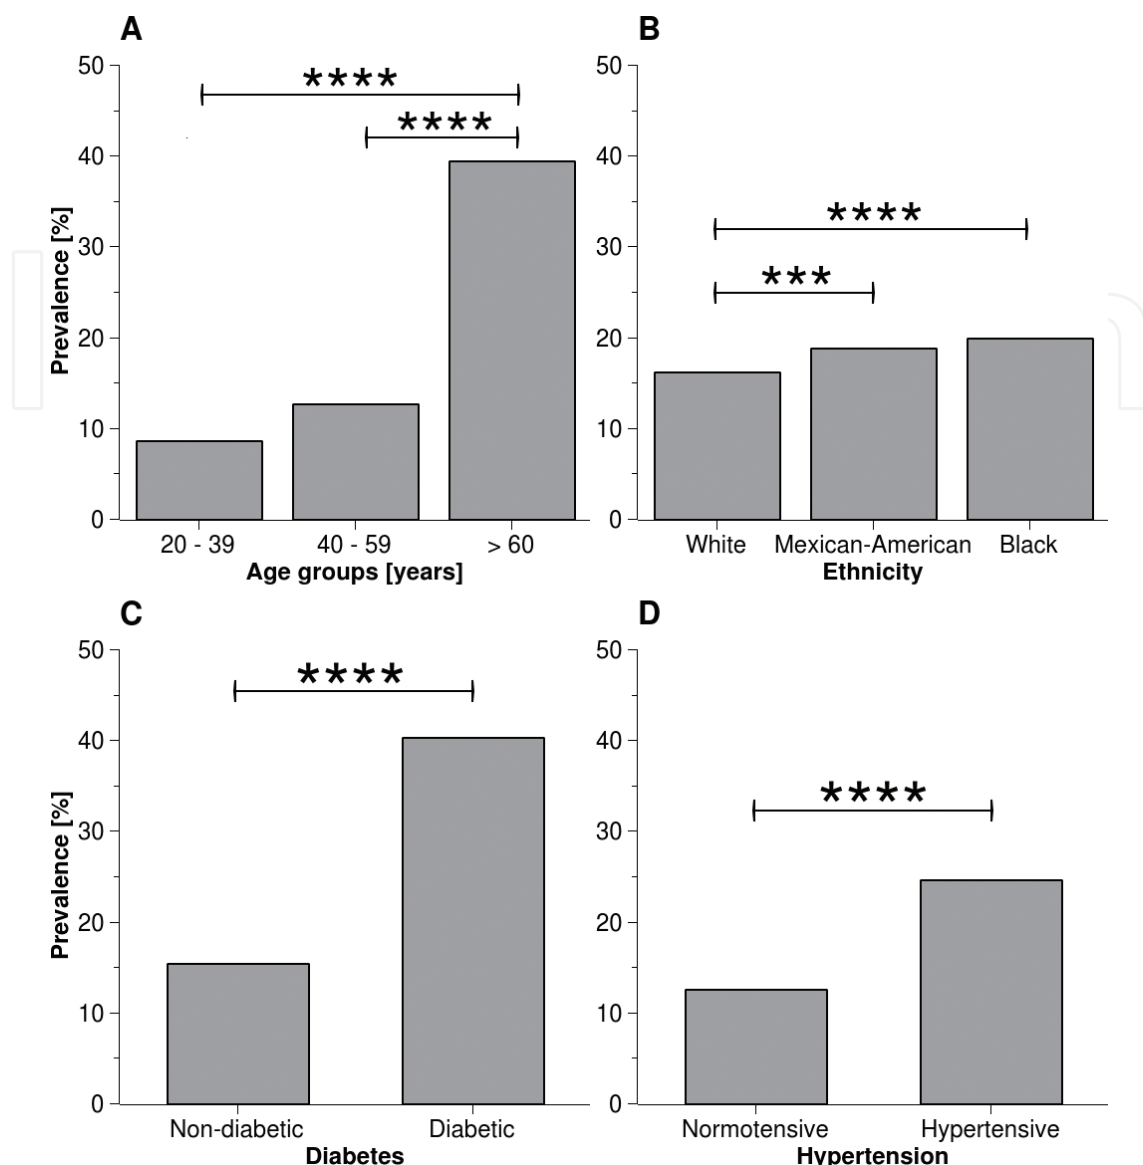 A
50
40
30
20
10
0
Prevalence [%]
****
****
20 - 39 40 - 59 > 60
Age groups [years]
B
50
40
30
20
10
0
****
***
White Mexican-American Black
Ethnicity
C
50
40
30
20
10
0
Prevalence [%]
****
Non-diabetic Diabetic
Diabetes
D
50
40
30
20
10
0
****
Normotensive Hypertensive
Hypertension